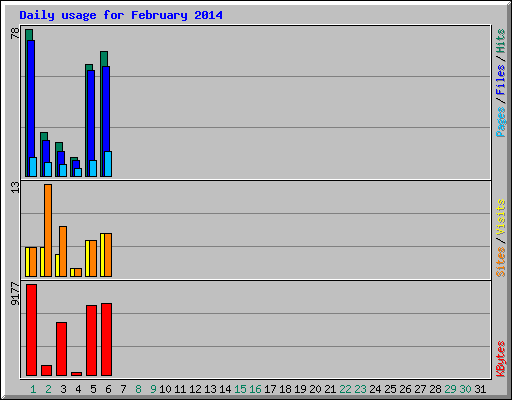 Daily usage for February 2014
78
Pages / Files / Hits
13
Sites / Visits
9177
KBytes
1 2 3 4 5 6 7 8 9 10 11 12 13 14 15 16 17 18 19 20 21 22 23 24 25 26 27 28 29 30 31